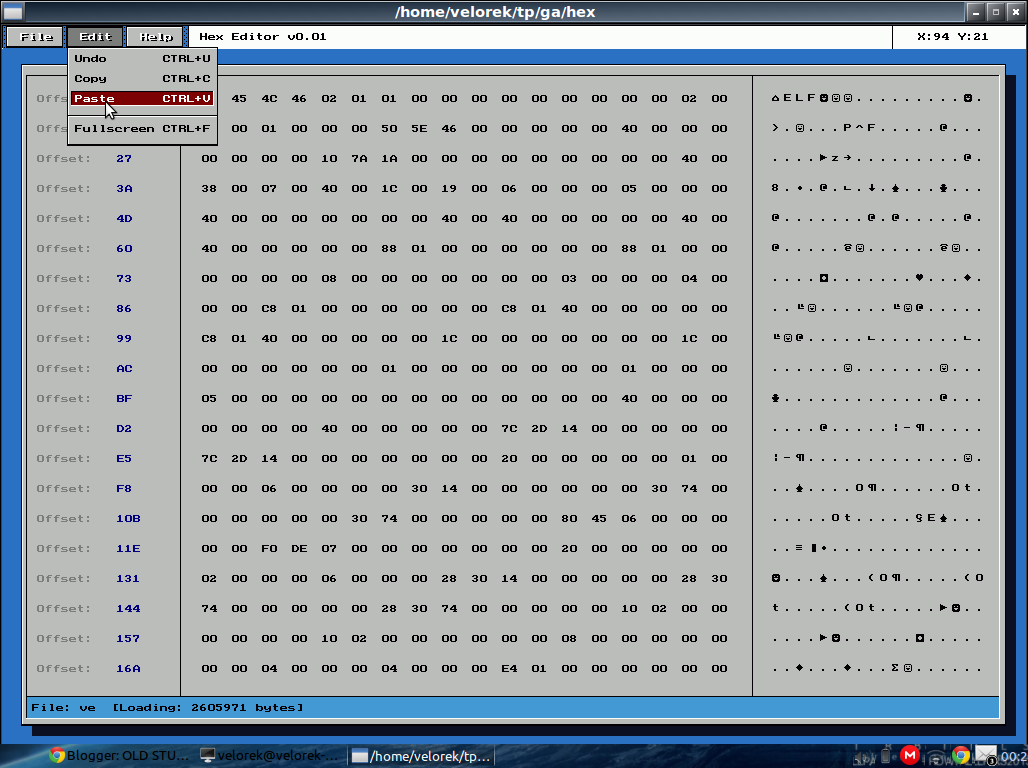 /home/velorek/tp/ga/hex
File Edit Help Hex Editor v0.01 X:94 Y:21
Undo CTRL+U
Copy CTRL+C
Paste CTRL+V
Fullscreen CTRL+F
Offs 45 4C 46 02 01 01 00 00 00 00 00 00 00 00 00 02 00 ⌂ELF☻☺☺.........☻.
Offs 00 01 00 00 00 50 5E 46 00 00 00 00 00 40 00 00 00 >.☺...P^F.....@...
Offset: 27 00 00 00 00 10 7A 1A 00 00 00 00 00 00 00 00 00 40 00 ....►z→.........@.
Offset: 3A 38 00 07 00 40 00 1C 00 19 00 06 00 00 00 05 00 00 00 8.•.@.∟.↓.♠...♣...
Offset: 4D 40 00 00 00 00 00 00 00 40 00 40 00 00 00 00 00 40 00 @.......@.@.....@.
Offset: 60 40 00 00 00 00 00 88 01 00 00 00 00 00 00 88 01 00 00 @.....ê☺......ê☺..
Offset: 73 00 00 00 00 08 00 00 00 00 00 00 00 03 00 00 00 04 00 ....◘.......♥...♦.
Offset: 86 00 00 C8 01 00 00 00 00 00 00 C8 01 40 00 00 00 00 00 ..╚☺......╚☺@.....
Offset: 99 C8 01 40 00 00 00 00 00 1C 00 00 00 00 00 00 00 1C 00 ╚☺@.....∟.......∟.
Offset: AC 00 00 00 00 00 00 01 00 00 00 00 00 00 00 01 00 00 00 ......☺.......☺...
Offset: BF 05 00 00 00 00 00 00 00 00 00 00 00 00 00 40 00 00 00 ♣.............@...
Offset: D2 00 00 00 00 40 00 00 00 00 00 7C 2D 14 00 00 00 00 00 ....@.....¦-¶.....
Offset: E5 7C 2D 14 00 00 00 00 00 00 00 20 00 00 00 00 00 01 00 ¦-¶.............☺.
Offset: F8 00 00 06 00 00 00 00 30 14 00 00 00 00 00 00 30 74 00 ..♠....0¶......0t.
Offset: 10B 00 00 00 00 00 30 74 00 00 00 00 00 80 45 06 00 00 00 .....0t.....ÇE♠...
Offset: 11E 00 00 F0 DE 07 00 00 00 00 00 00 00 20 00 00 00 00 00 ..≡▐•.............
Offset: 131 02 00 00 00 06 00 00 00 28 30 14 00 00 00 00 00 28 30 ☻...♠...(0¶.....(0
Offset: 144 74 00 00 00 00 00 28 30 74 00 00 00 00 00 10 02 00 00 t.....(0t.....►☻..
Offset: 157 00 00 00 00 10 02 00 00 00 00 00 00 08 00 00 00 00 00 ....►☻......◘.....
Offset: 16A 00 00 04 00 00 00 04 00 00 00 E4 01 00 00 00 00 00 00 ..♦...♦...Σ☺......
File: ve [Loading: 2605971 bytes]
Blogger: OLD STU... velorek@velorek-... /home/velorek/tp... 00:2